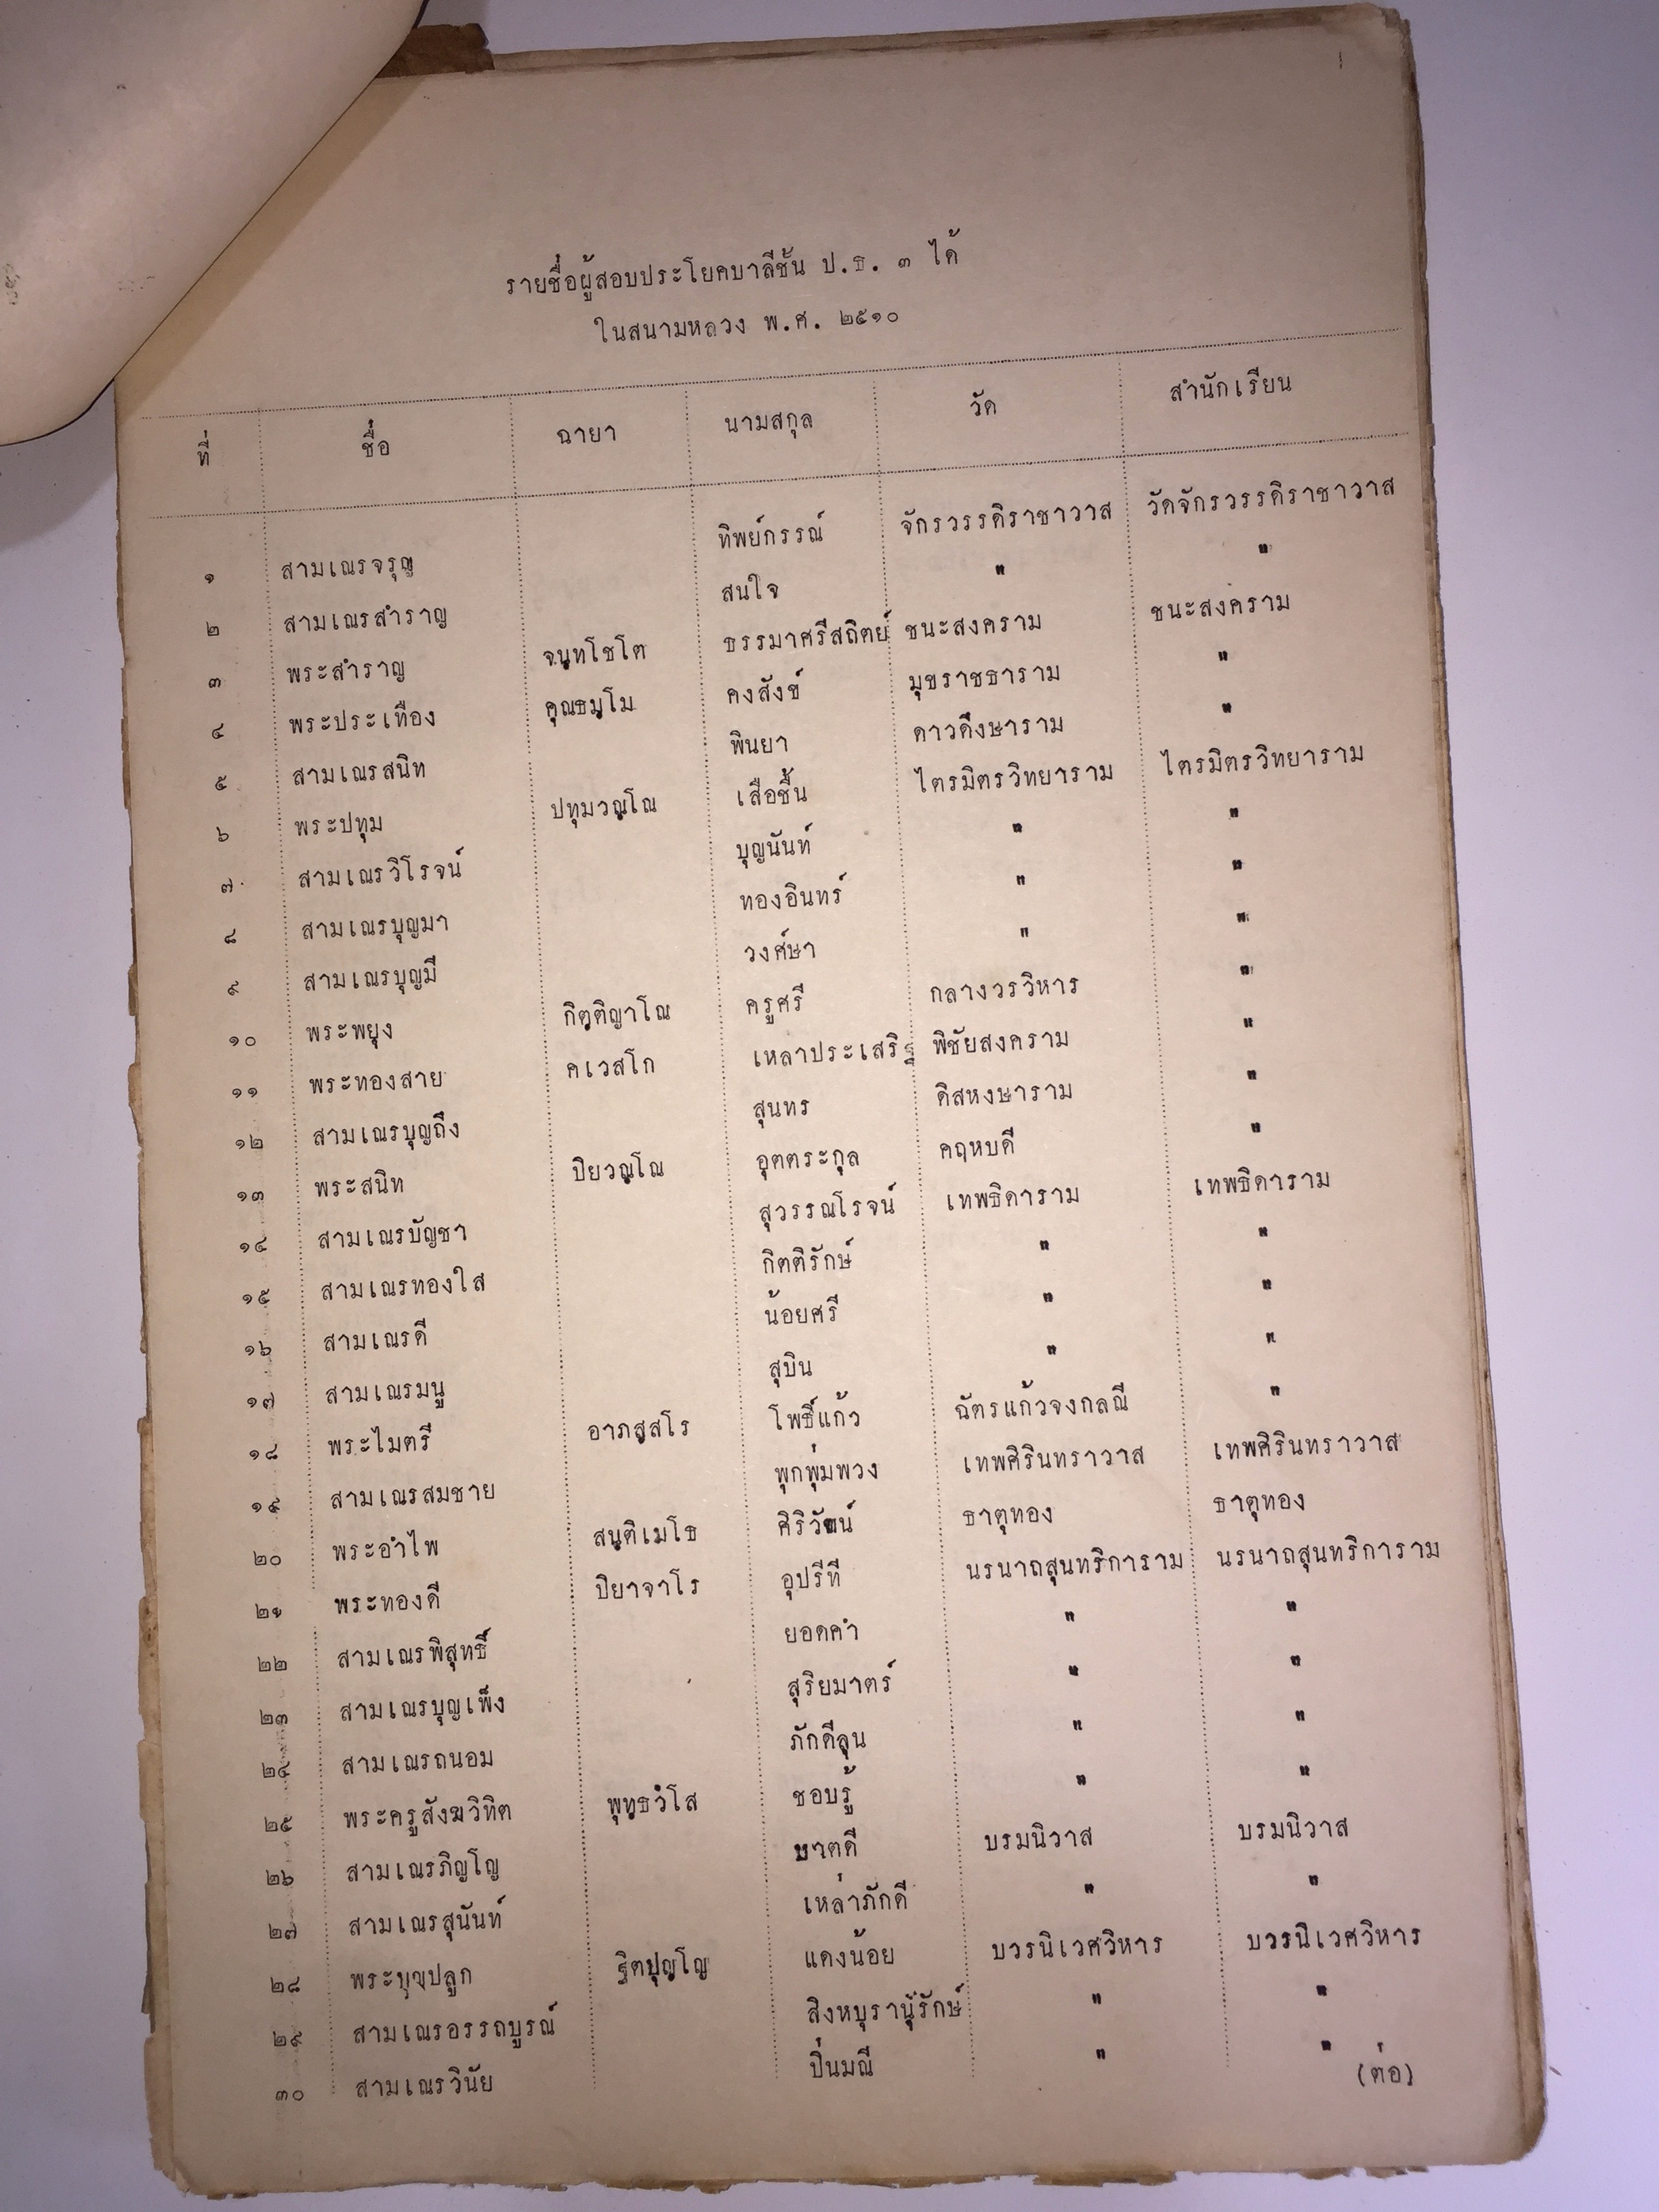 รายชื่อผู้สอบประโยคบาลีชั้น ป.ธ. ๓ ได้
ในสนามหลวง พ.ศ. ๒๕๑๐
ที่ ชื่อ ฉายา นามสกุล วัด สำนักเรียน
๑ สามเณรจรุญ ทิพย์กรรณ์ จักรวรรดิราชาวาส วัดจักรวรรดิราชาวาส
๒ สามเณรสำราญ สนใจ " "
๓ พระสำราญ จนฺทโชโต ธรรมาศรีสถิตย์ ชนะสงคราม ชนะสงคราม
๔ พระประเทือง คุณธมฺโม คงสังข์ มุขราชธาราม "
๕ สามเณรสนิท พินยา ดาวดึงษาราม "
๖ พระปทุม ปทุมวณฺโณ เสือชื้น ไตรมิตรวิทยาราม ไตรมิตรวิทยาราม
๗ สามเณรวิโรจน์ บุญนันท์ " "
๘ สามเณรบุญมา ทองอินทร์ " "
๙ สามเณรบุญมี วงศ์ษา " "
๑๐ พระพยุง กิตฺติญาโณ ครูศรี กลางวรวิหาร "
๑๑ พระทองสาย คเวสโก เหลาประเสริฐ พิชัยสงคราม "
๑๒ สามเณรบุญถึง สุนทร ดิสหงษาราม "
๑๓ พระสนิท ปิยวณฺโณ อุตตระกุล คฤหบดี "
๑๔ สามเณรบัญชา สุวรรณโรจน์ เทพธิดาราม เทพธิดาราม
๑๕ สามเณรทองใส กิตติรักษ์ " "
๑๖ สามเณรดี น้อยศรี " "
๑๗ สามเณรมนู สุบิน " "
๑๘ พระไมตรี อาภสฺสโร โพธิ์แก้ว ฉัตรแก้วจงกลณี "
๑๙ สามเณรสมชาย พุกพุ่มพวง เทพศิรินทราวาส เทพศิรินทราวาส
๒๐ พระอำไพ สนฺติเมโธ ศิริวัฒน์ ธาตุทอง ธาตุทอง
๒๑ พระทองดี ปิยาจาโร อุปรีที นรนาถสุนทริการาม นรนาถสุนทริการาม
๒๒ สามเณรพิสุทธิ์ ยอดคำ " "
๒๓ สามเณรบุญเพ็ง สุริยมาตร์ " "
๒๔ สามเณรถนอม ภักดีลุน " "
๒๕ พระครูสังฆวิทิต พุทฺธวํโส ชอบรู้ " "
๒๖ สามเณรภิญโญ หาตดี บรมนิวาส บรมนิวาส
๒๗ สามเณรสุนันท์ เหล่าภักดี " "
๒๘ พระบุญปลูก ฐิตปุญฺโญ แดงน้อย บวรนิเวศวิหาร บวรนิเวศวิหาร
๒๙ สามเณรอรรถบูรณ์ สิงหบุรานุรักษ์ " "
๓๐ สามเณรวินัย ปิ่นมณี " "
(ต่อ)